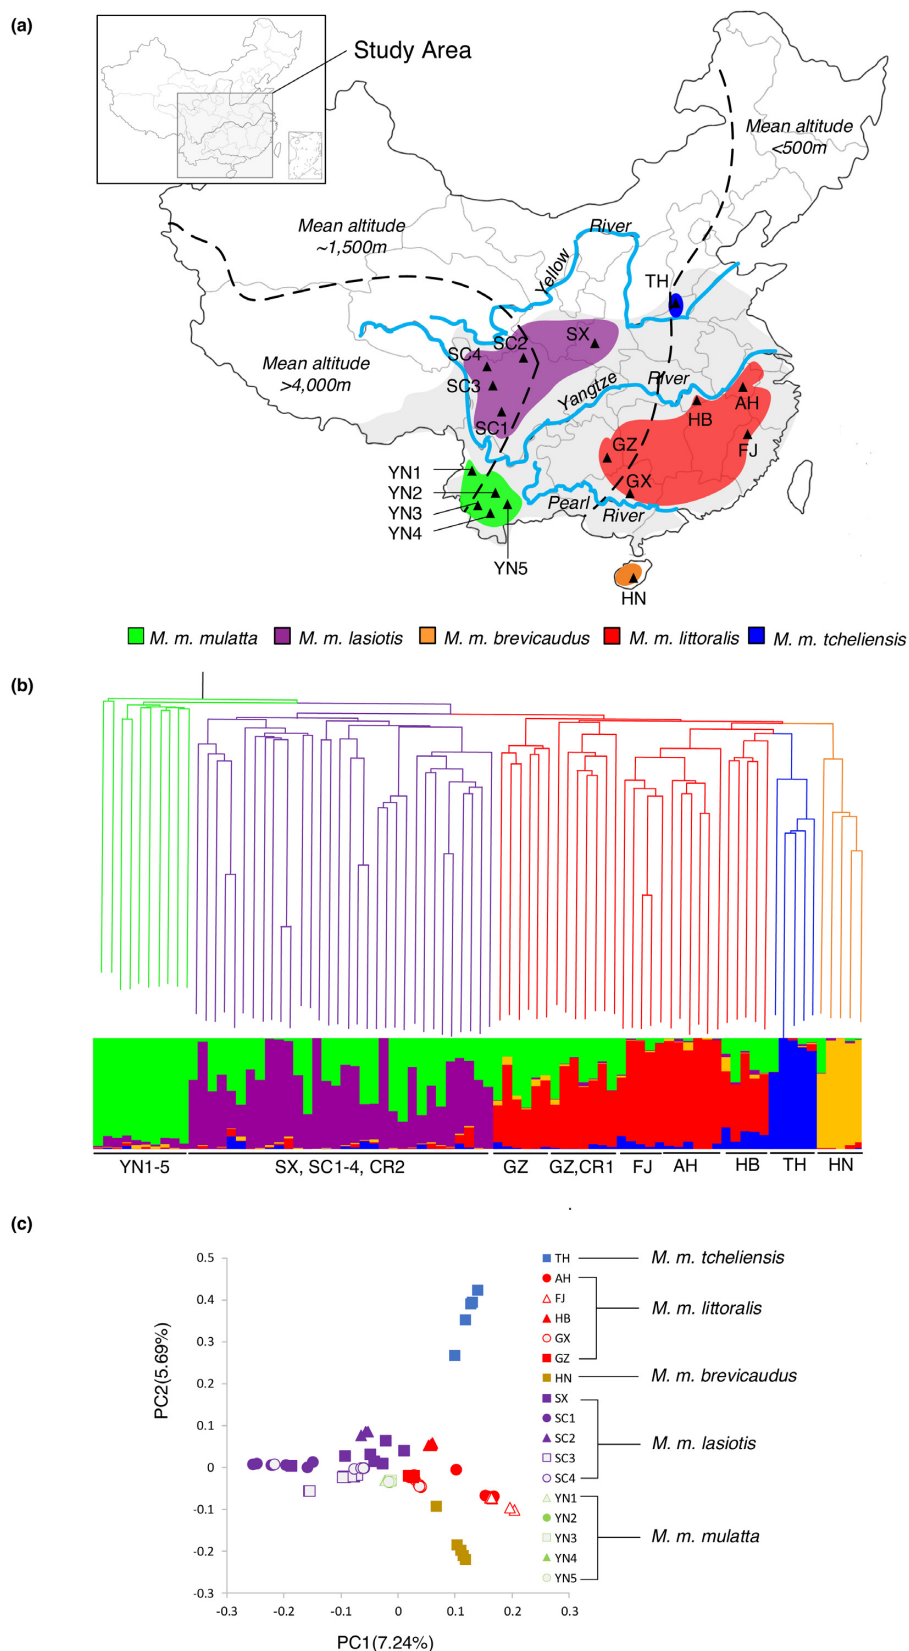 (a)
Study Area
Mean altitude
<500m
Mean altitude
~1,500m
River
Yellow
TH
SX
SC2
SC4
SC3
SC1
Mean altitude
>4,000m
Yangtze
River
AH
HB
FJ
GZ
GX
YN1
YN2
YN3
YN4
YN5
Pearl
River
HN
M. m. mulatta
M. m. lasiotis
M. m. brevicaudus
M. m. littoralis
M. m. tcheliensis
(b)
YN1-5
SX, SC1-4, CR2
GZ
GZ,CR1
FJ
AH
HB
TH
HN
(c)
PC2(5.69%)
0.5
0.4
0.3
0.2
0.1
0
-0.1
-0.2
-0.3
-0.3
-0.2
-0.1
0
0.1
0.2
0.3
PC1(7.24%)
TH
AH
FJ
HB
GX
GZ
HN
SX
SC1
SC2
SC3
SC4
YN1
YN2
YN3
YN4
YN5
M. m. tcheliensis
M. m. littoralis
M. m. brevicaudus
M. m. lasiotis
M. m. mulatta